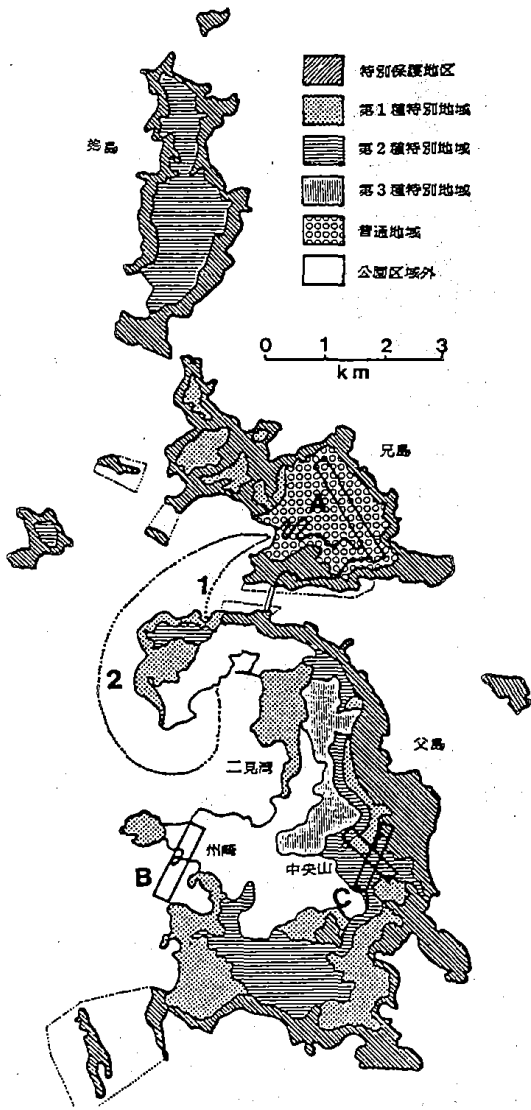 特別保護地区
第1種特別地域
第2種特別地域
第3種特別地域
普通地域
公園区域外
0 1 2 3
km
兄島
A
1
2
父島
二見湾
州崎
B
中央山
C